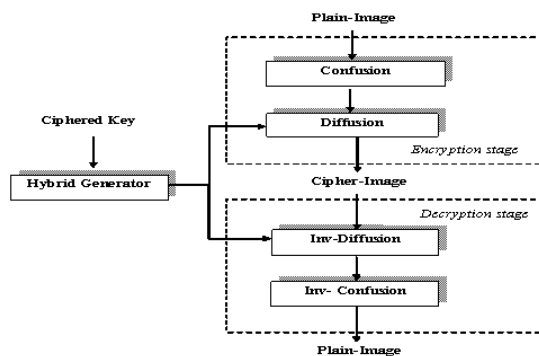 Plain-Image
Confusion
Ciphered Key
Diffusion
Encryption stage
Hybrid Generator
Cipher-Image
Decryption stage
Inv-Diffusion
Inv- Confusion
Plain-Image